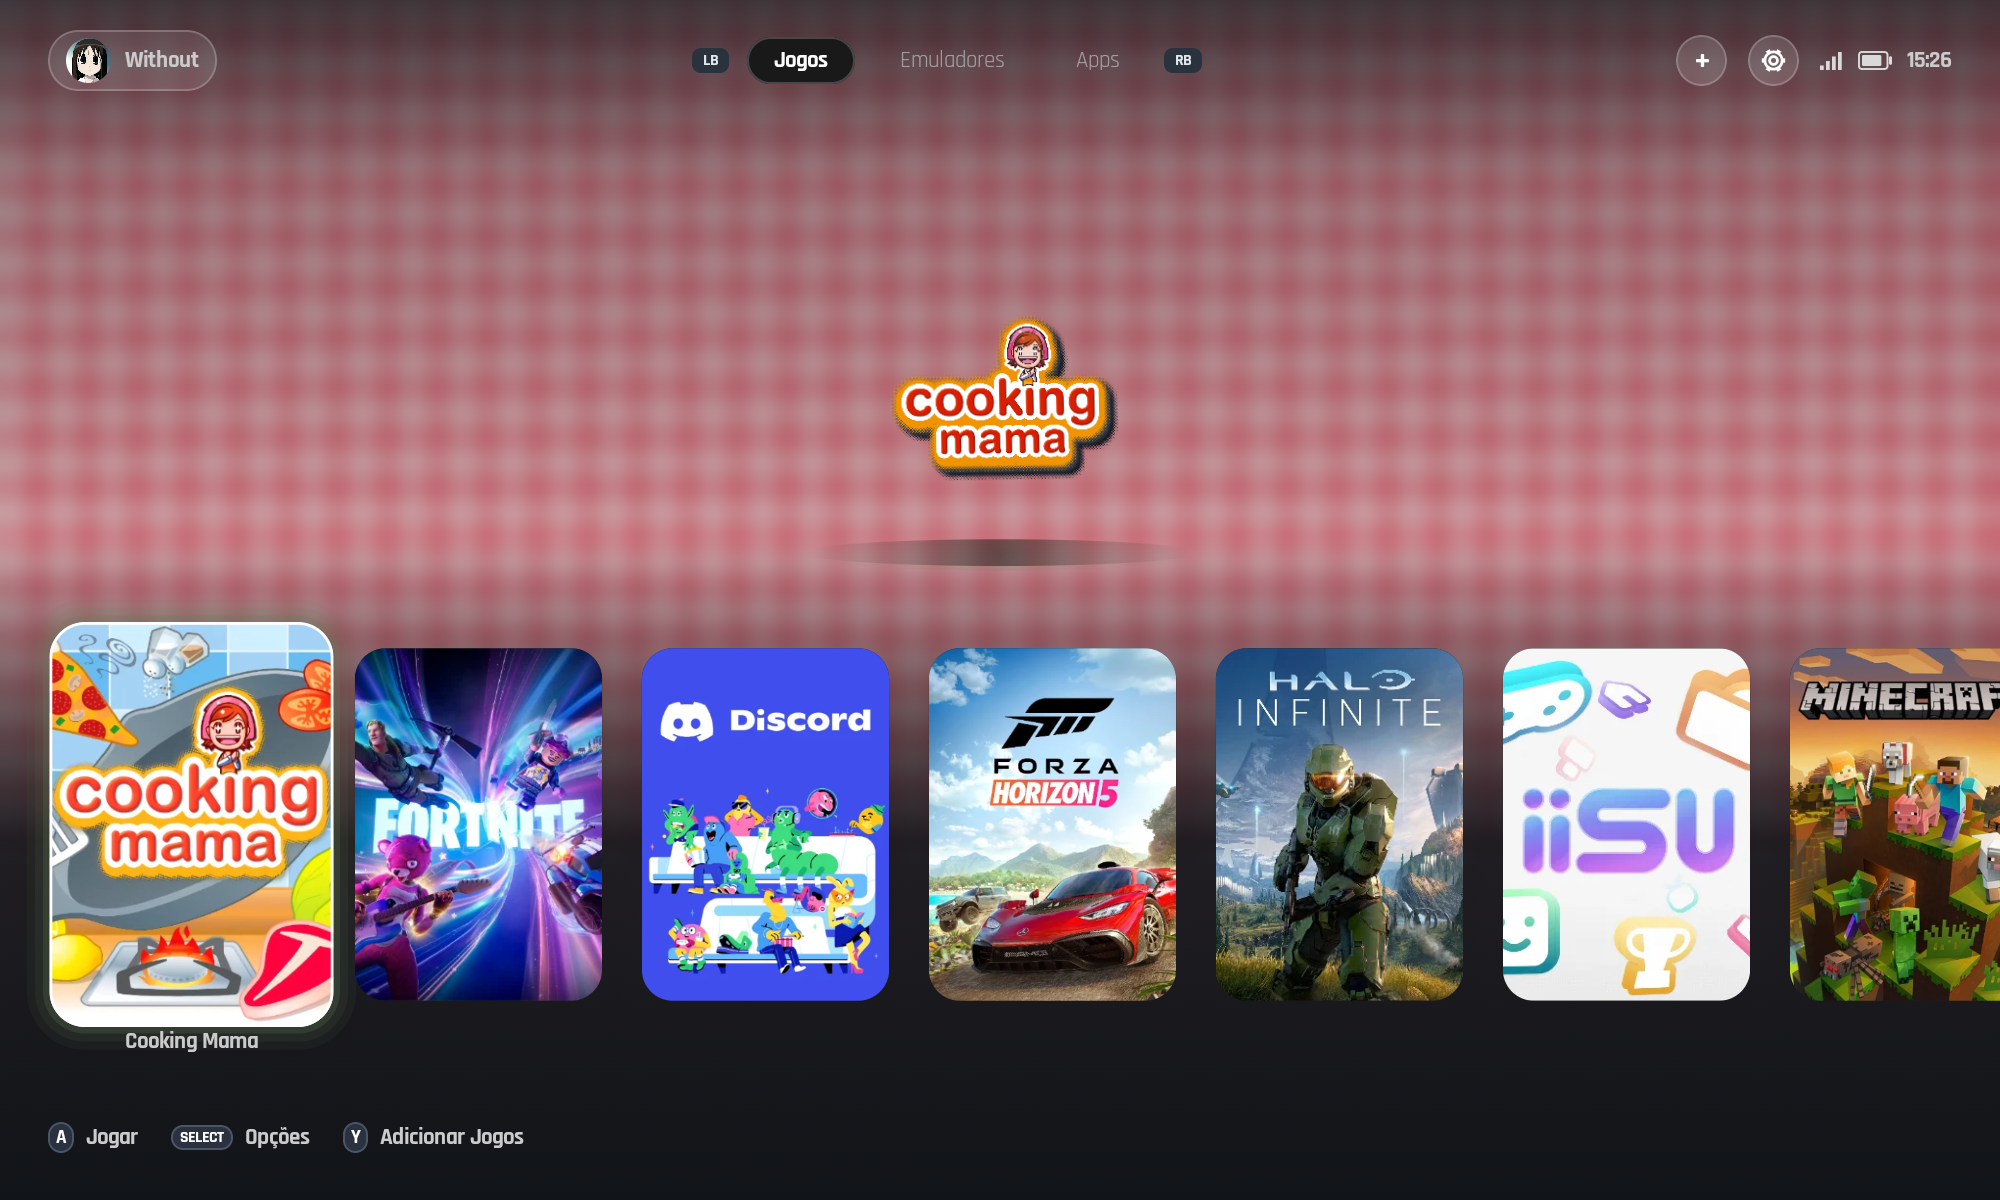 Without
LB
Jogos
Emuladores
Apps
RB
+
15:26
cooking
mama
cooking
mama
Cooking Mama
FORTNITE
Discord
FORZA
HORIZON 5
HALO
INFINITE
iiSU
MINECRAF
A Jogar
SELECT Opções
Y Adicionar Jogos